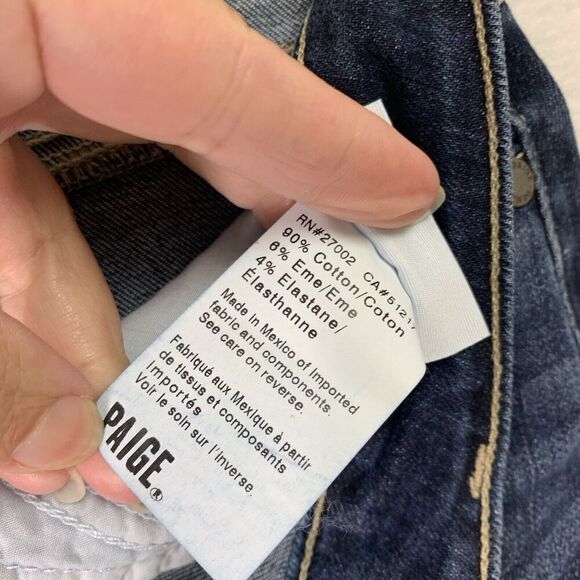 RN#27002 CA#5121
90% Cotton/Coton
6% Eme/Eme
4% Elastane/
Élasthanne
Made in Mexico of imported
fabric and components.
See care on reverse.
Fabriqué aux Mexique à partir
de tissus et composants
importés
Voir le soin sur l'inverse.
PAIGE®